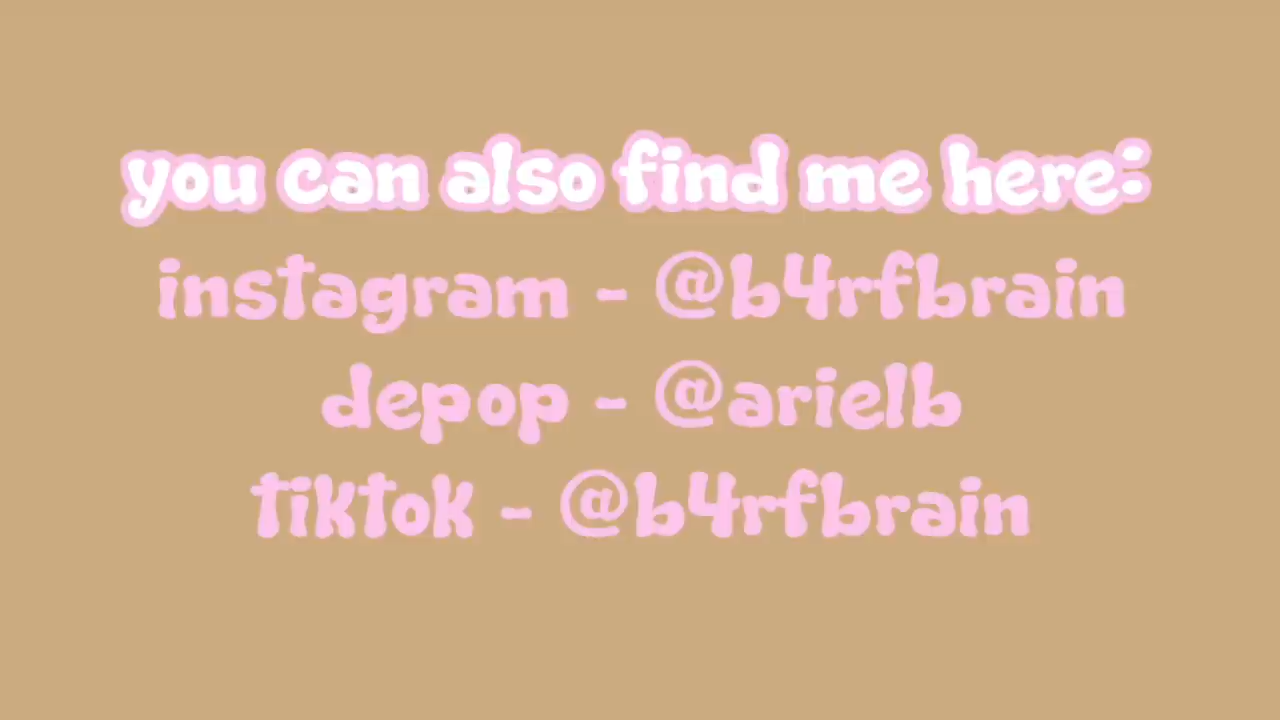 you can also find me here:
instagram - @b4rfbrain
depop - @arielb
tiktok - @b4rfbrain